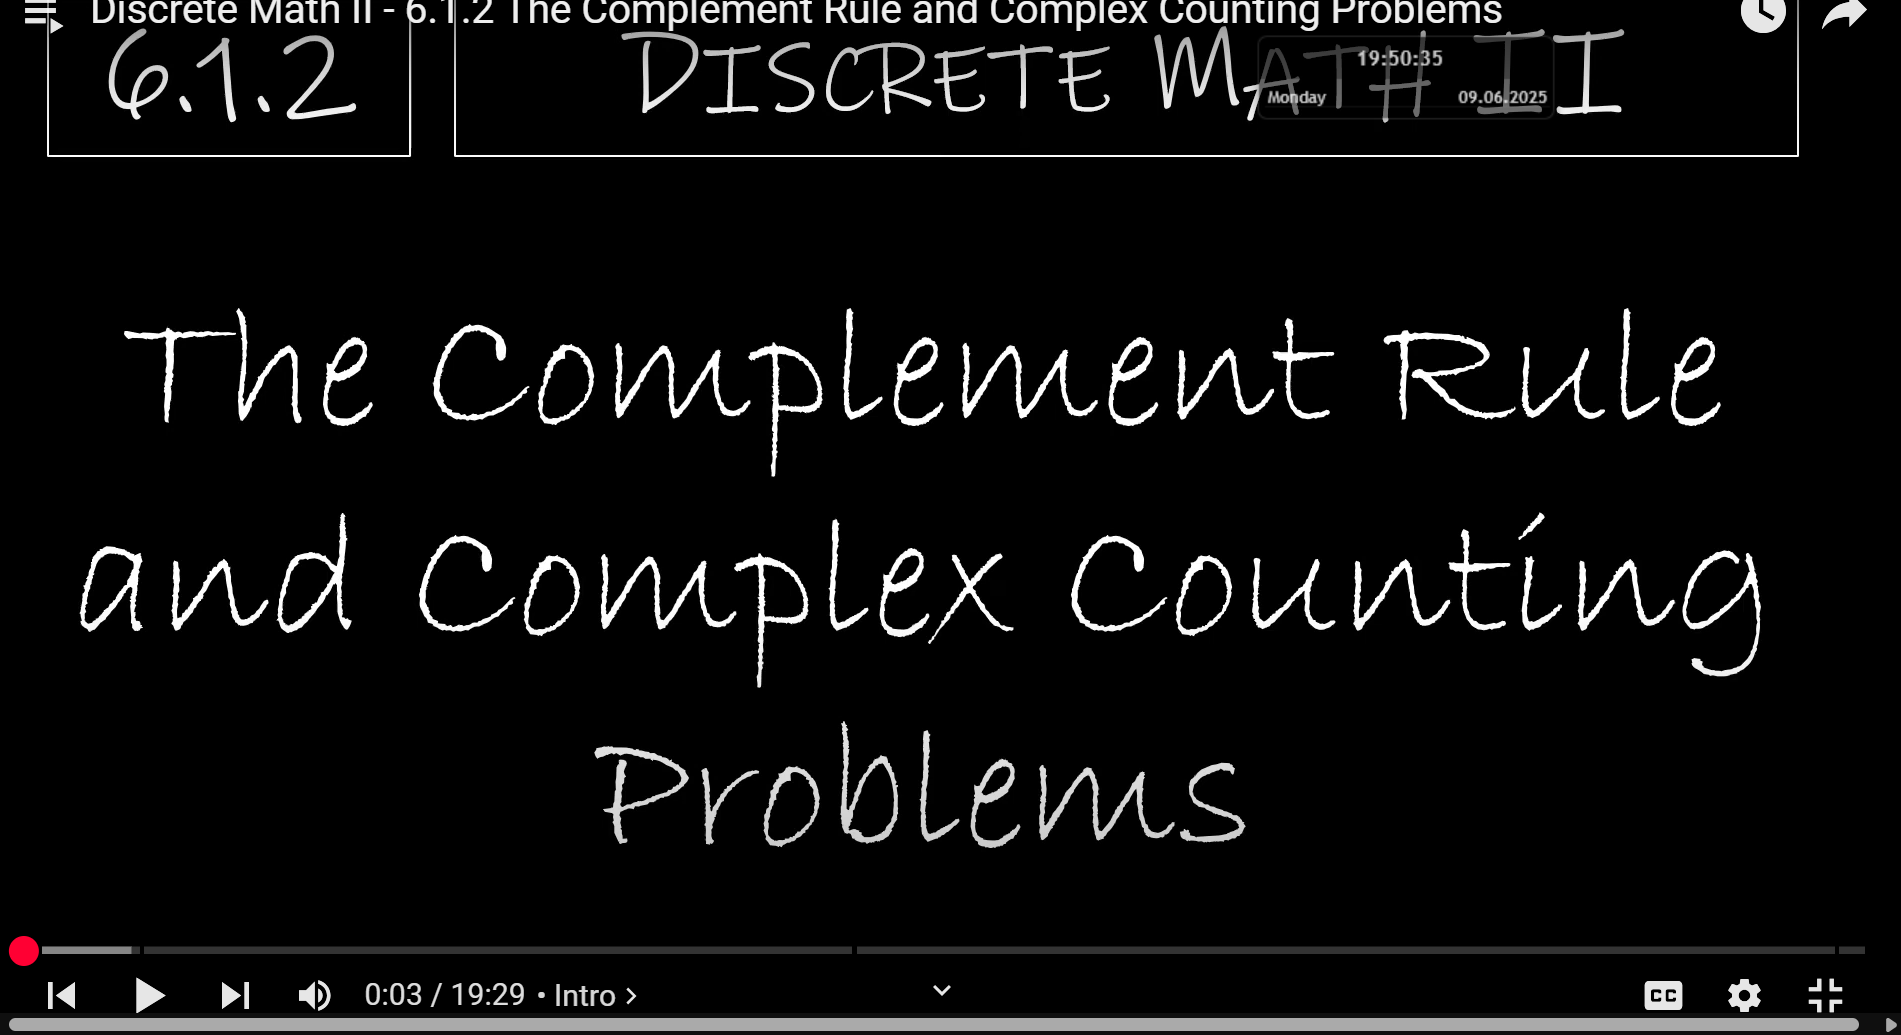 Discrete Math II - 6.1.2 The Complement Rule and Complex Counting Problems
6.1.2
DISCRETE MATH II
19:50:35
Monday 09.06.2025
The Complement Rule
and Complex Counting
Problems
0:03 / 19:29 • Intro >
CC